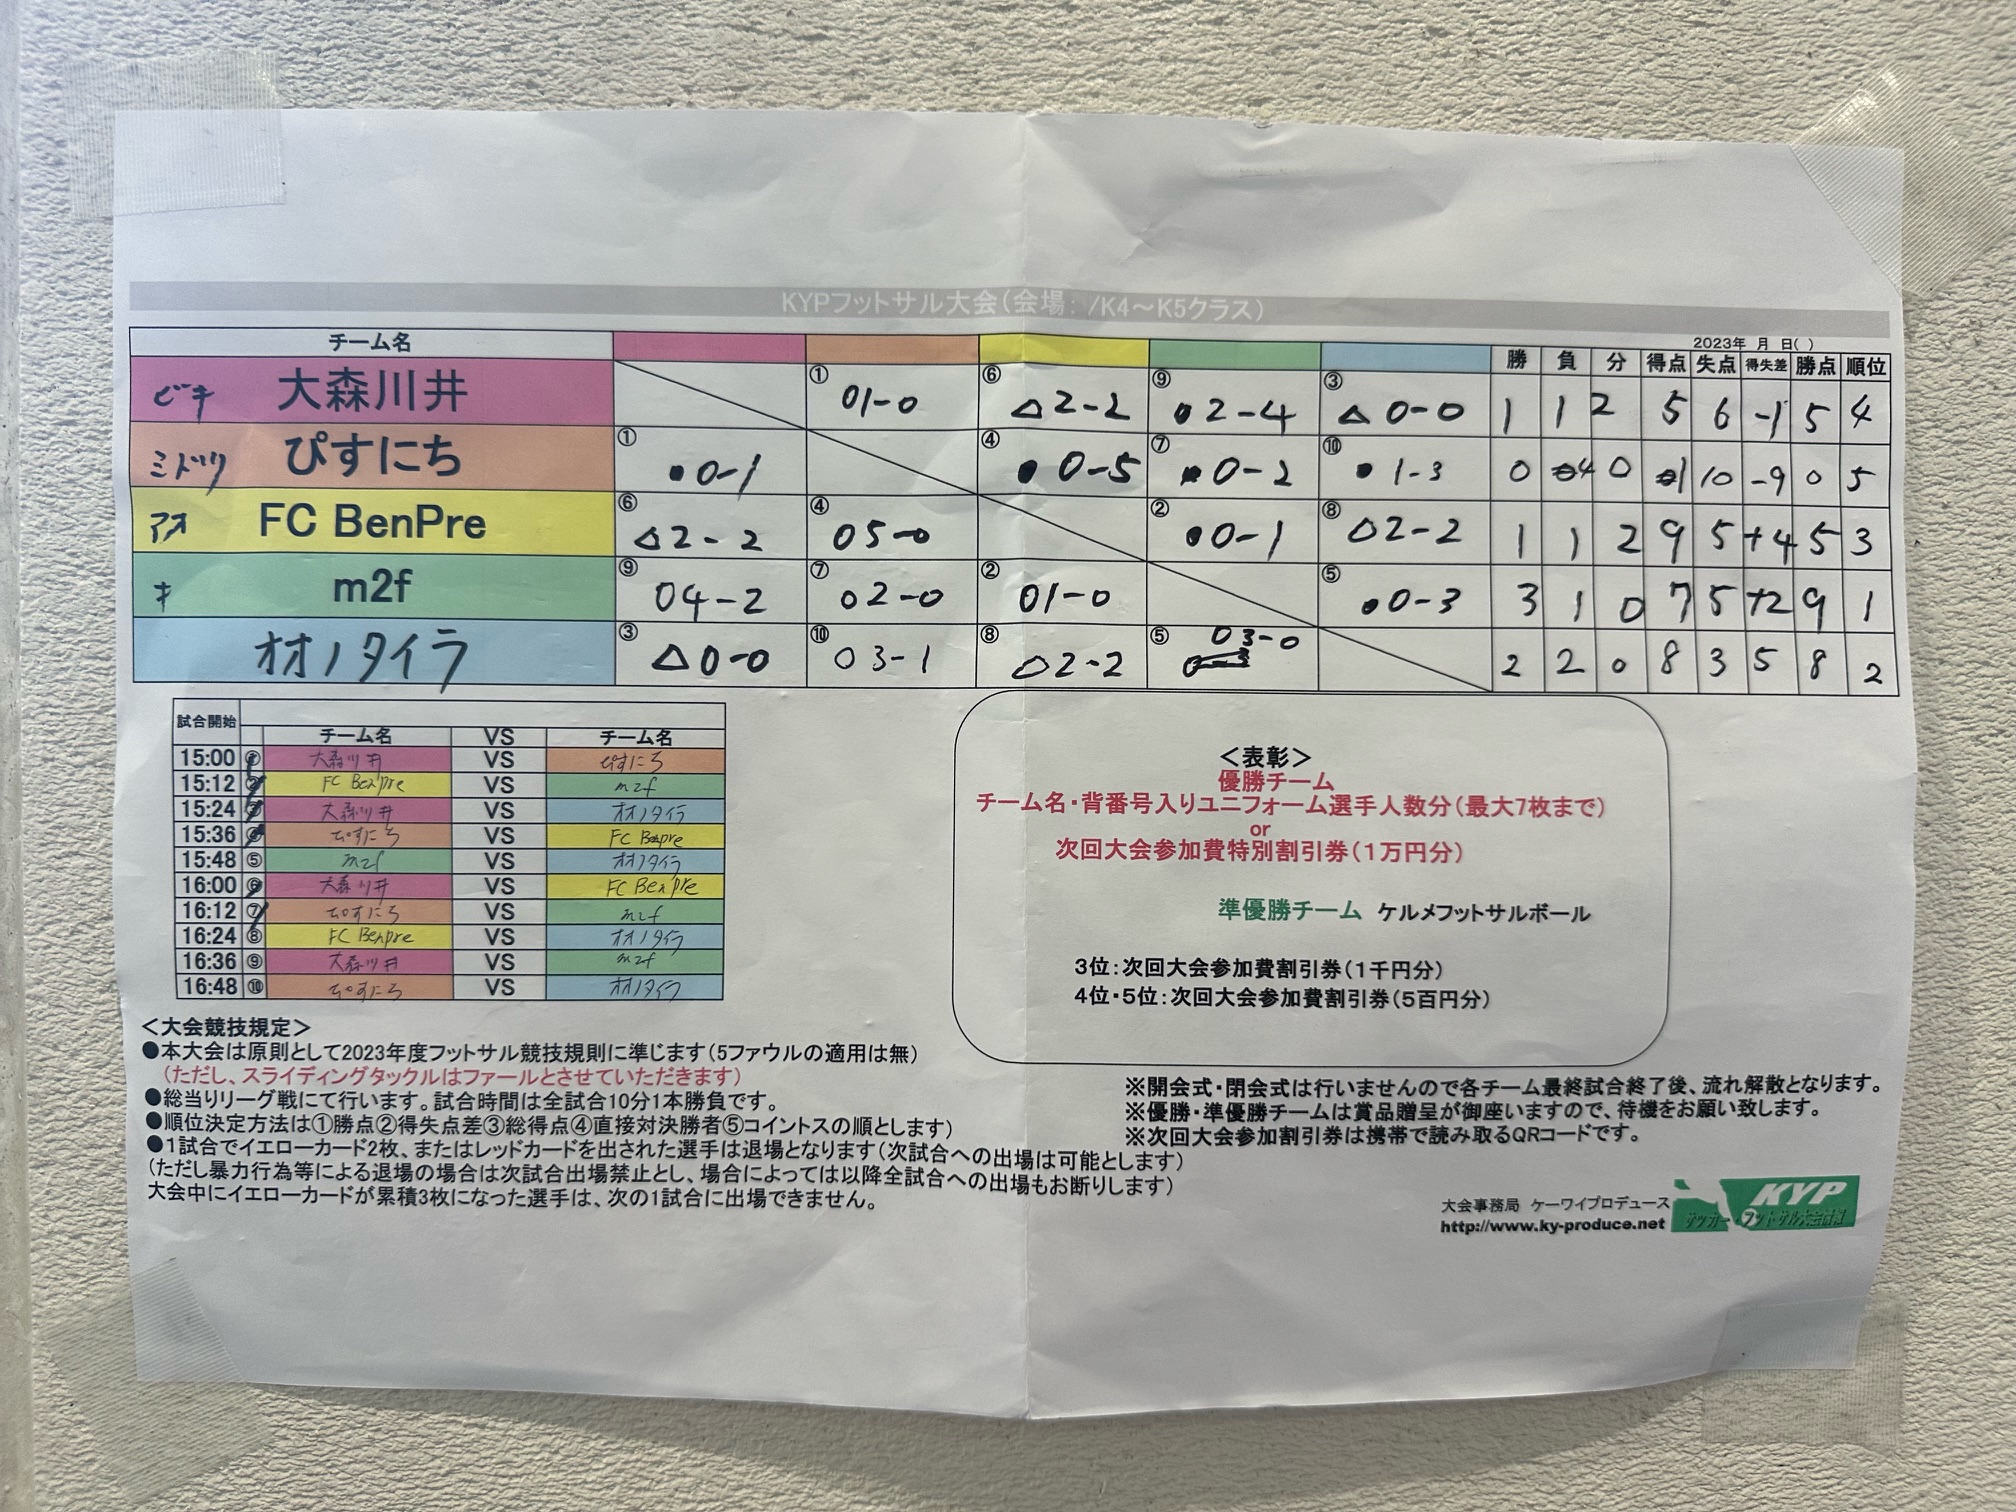 KYPフットサル大会(会場: /K4～K5クラス)
2023年 月 日( )
チーム名 勝 負 分 得点 失点 得失差 勝点 順位
ピキ 大森川井 ① 01-0 ⑥ △2-2 ⑨ ●2-4 ③ △0-0 1 1 2 5 6 -1 5 4
ミドリ ぴすにち ① ●0-1 ④ ●0-5 ⑦ ●0-2 ⑩ ●1-3 0 4 0 1 10 -9 0 5
アオ FC BenPre ⑥ △2-2 ④ 05-0 ② ●0-1 ⑧ △2-2 1 1 2 9 5 +4 5 3
キ m2f ⑨ 04-2 ⑦ 02-0 ② 01-0 ⑤ ●0-3 3 1 0 7 5 +2 9 1
オオノタイラ ③ △0-0 ⑩ 03-1 ⑧ △2-2 ⑤ 03-0 2 2 0 8 3 5 8 2
試合開始
チーム名 VS チーム名
15:00 ① 大森川井 VS ぴすにち
15:12 ② FC BenPre VS m2f
15:24 ③ 大森川井 VS オオノタイラ
15:36 ④ ぴすにち VS FC Benpre
15:48 ⑤ m2f VS オオノタイラ
16:00 ⑥ 大森川井 VS FC BenPre
16:12 ⑦ ぴすにち VS m2f
16:24 ⑧ FC Benpre VS オオノタイラ
16:36 ⑨ 大森川井 VS m2f
16:48 ⑩ ぴすにち VS オオノタイラ
＜表彰＞
優勝チーム
チーム名・背番号入りユニフォーム選手人数分(最大7枚まで)
or
次回大会参加費特別割引券(1万円分)
準優勝チーム ケルメフットサルボール
3位:次回大会参加費割引券(1千円分)
4位・5位:次回大会参加費割引券(5百円分)
＜大会競技規定＞
●本大会は原則として2023年度フットサル競技規則に準じます(5ファウルの適用は無)
(ただし、スライディングタックルはファールとさせていただきます)
●総当りリーグ戦にて行います。試合時間は全試合10分1本勝負です。
●順位決定方法は①勝点②得失点差③総得点④直接対決勝者⑤コイントスの順とします)
●1試合でイエローカード2枚、またはレッドカードを出された選手は退場となります(次試合への出場は可能とします)
(ただし暴力行為等による退場の場合は次試合出場禁止とし、場合によっては以降全試合への出場もお断りします)
大会中にイエローカードが累積3枚になった選手は、次の1試合に出場できません。
※開会式・閉会式は行いませんので各チーム最終試合終了後、流れ解散となります。
※優勝・準優勝チームは賞品贈呈が御座いますので、待機をお願い致します。
※次回大会参加割引券は携帯で読み取るQRコードです。
大会事務局 ケーワイプロデュース
http://www.ky-produce.net
KYP
サッカー・フットサル大会情報